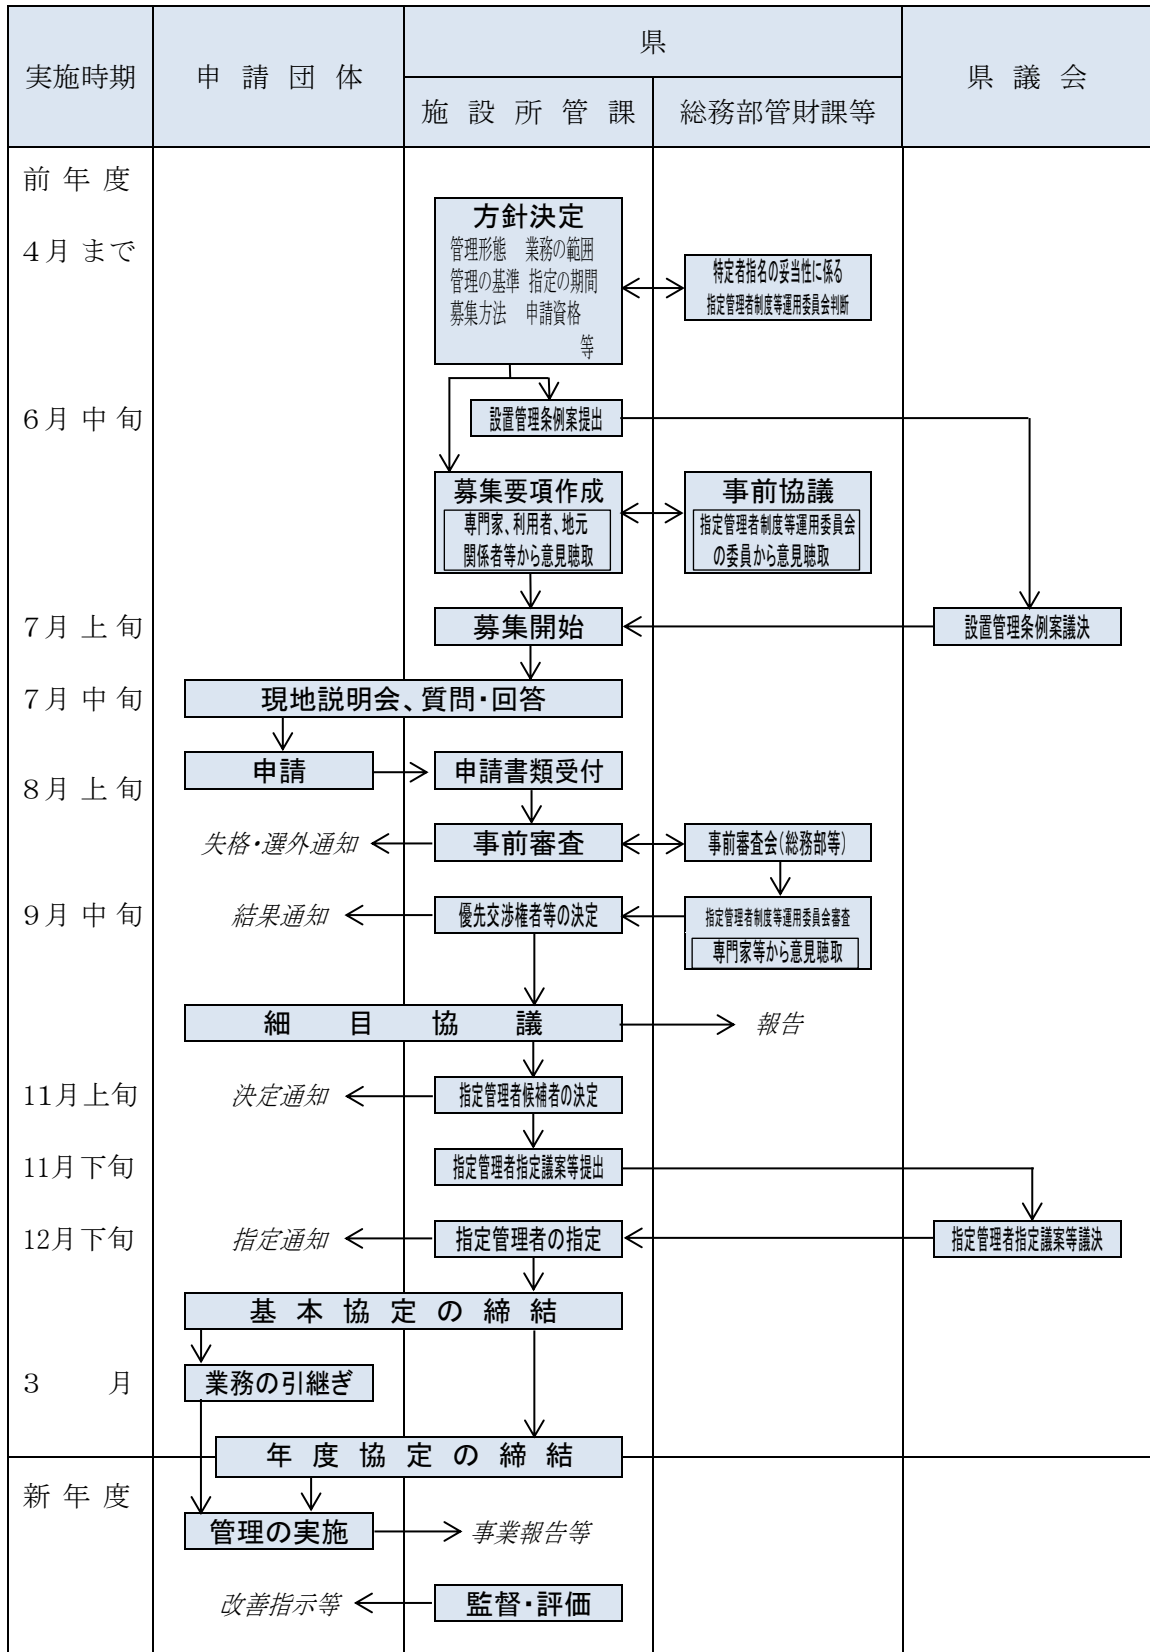 実施時期
申請団体
県
県議会
施設所管課
総務部管財課等
前年度
4月まで
方針決定
管理形態 業務の範囲
管理の基準 指定の期間
募集方法 申請資格
等
特定者指名の妥当性に係る
指定管理者制度等運用委員会判断
6月中旬
設置管理条例案提出
募集要項作成
専門家、利用者、地元
関係者等から意見聴取
事前協議
指定管理者制度等運用委員会
の委員から意見聴取
7月上旬
募集開始
設置管理条例案議決
7月中旬
現地説明会、質問・回答
8月上旬
申請
申請書類受付
失格・選外通知
事前審査
事前審査会(総務部等)
9月中旬
結果通知
優先交渉権者等の決定
指定管理者制度等運用委員会審査
専門家等から意見聴取
細目協議
報告
11月上旬
決定通知
指定管理者候補者の決定
11月下旬
指定管理者指定議案等提出
12月下旬
指定通知
指定管理者の指定
指定管理者指定議案等議決
基本協定の締結
3月
業務の引継ぎ
年度協定の締結
新年度
管理の実施
事業報告等
改善指示等
監督・評価